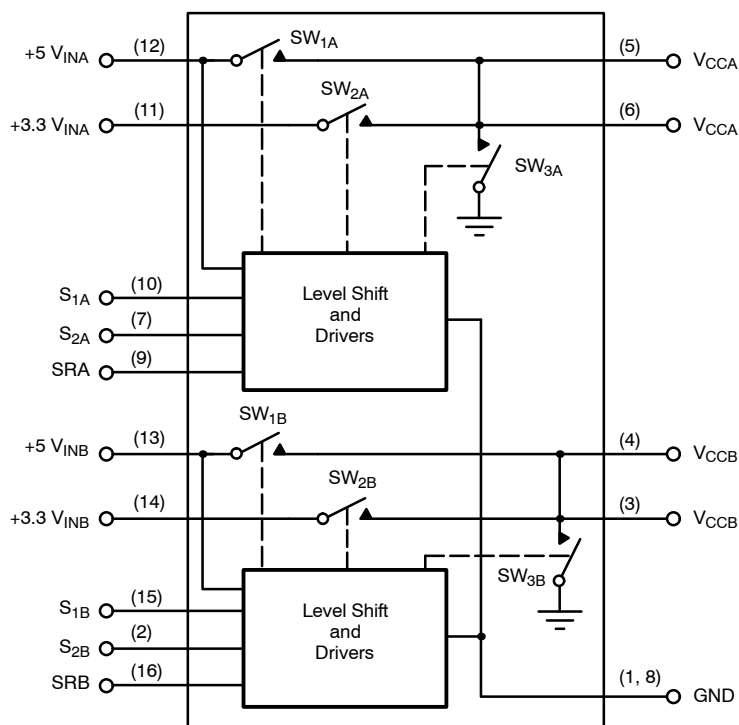 +5 V_INA (12) SW_1A (5) V_CCA
SW_2A
+3.3 V_INA (11) (6) V_CCA
SW_3A
S_1A (10)
S_2A (7)
SRA (9)
Level Shift
and
Drivers
SW_1B
+5 V_INB (13) (4) V_CCB
SW_2B
+3.3 V_INB (14) (3) V_CCB
SW_3B
S_1B (15)
S_2B (2)
SRB (16)
Level Shift
and
Drivers
(1, 8) GND